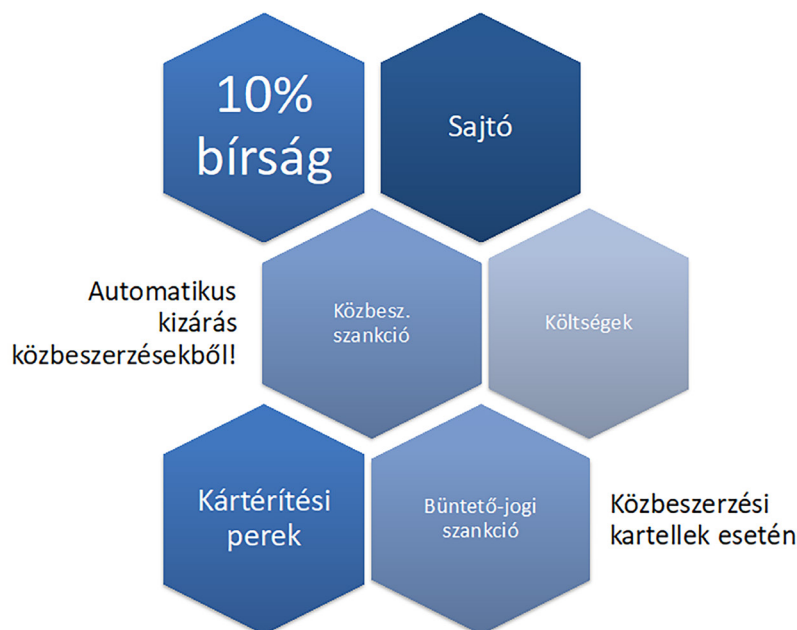 10%
bírság
Sajtó
Automatikus
kizárás
közbeszerzésekből!
Közbesz.
szankció
Költségek
Kártérítési
perek
Büntető-jogi
szankció
Közbeszerzési
kartellek esetén